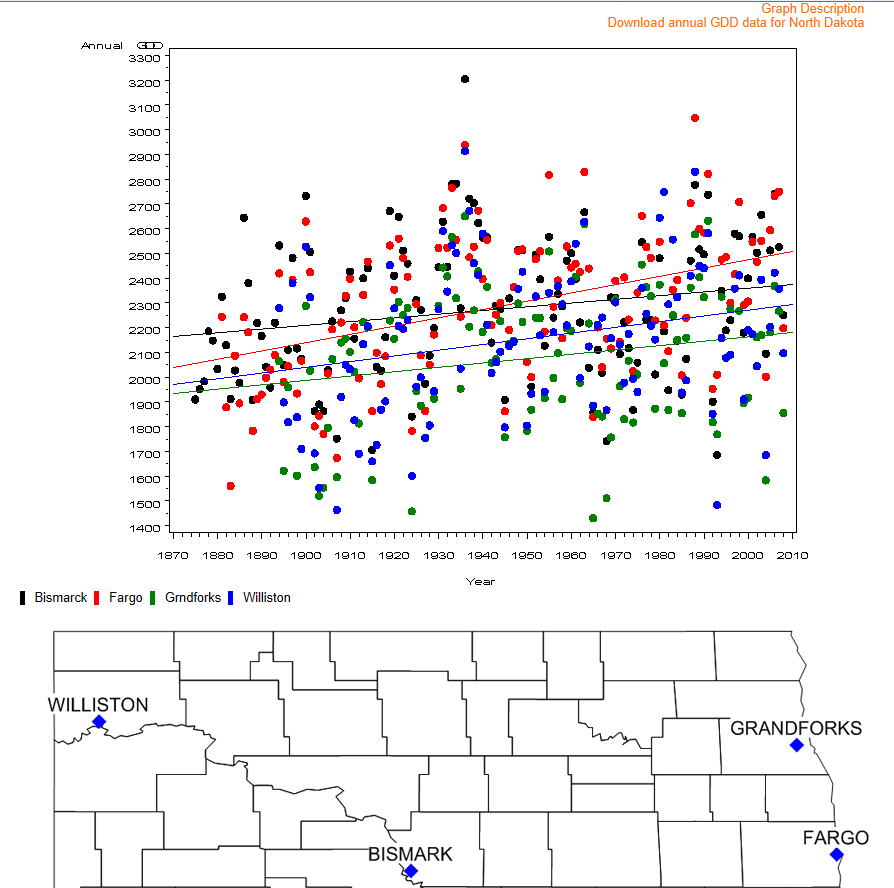 Graph Description
Download annual GDD data for North Dakota
Annual GDD
3300
3200
3100
3000
2900
2800
2700
2600
2500
2400
2300
2200
2100
2000
1900
1800
1700
1600
1500
1400
1870 1880 1890 1900 1910 1920 1930 1940 1950 1960 1970 1980 1990 2000 2010
Year
Bismarck Fargo Grndforks Williston
WILLISTON
GRANDFORKS
FARGO
BISMARK